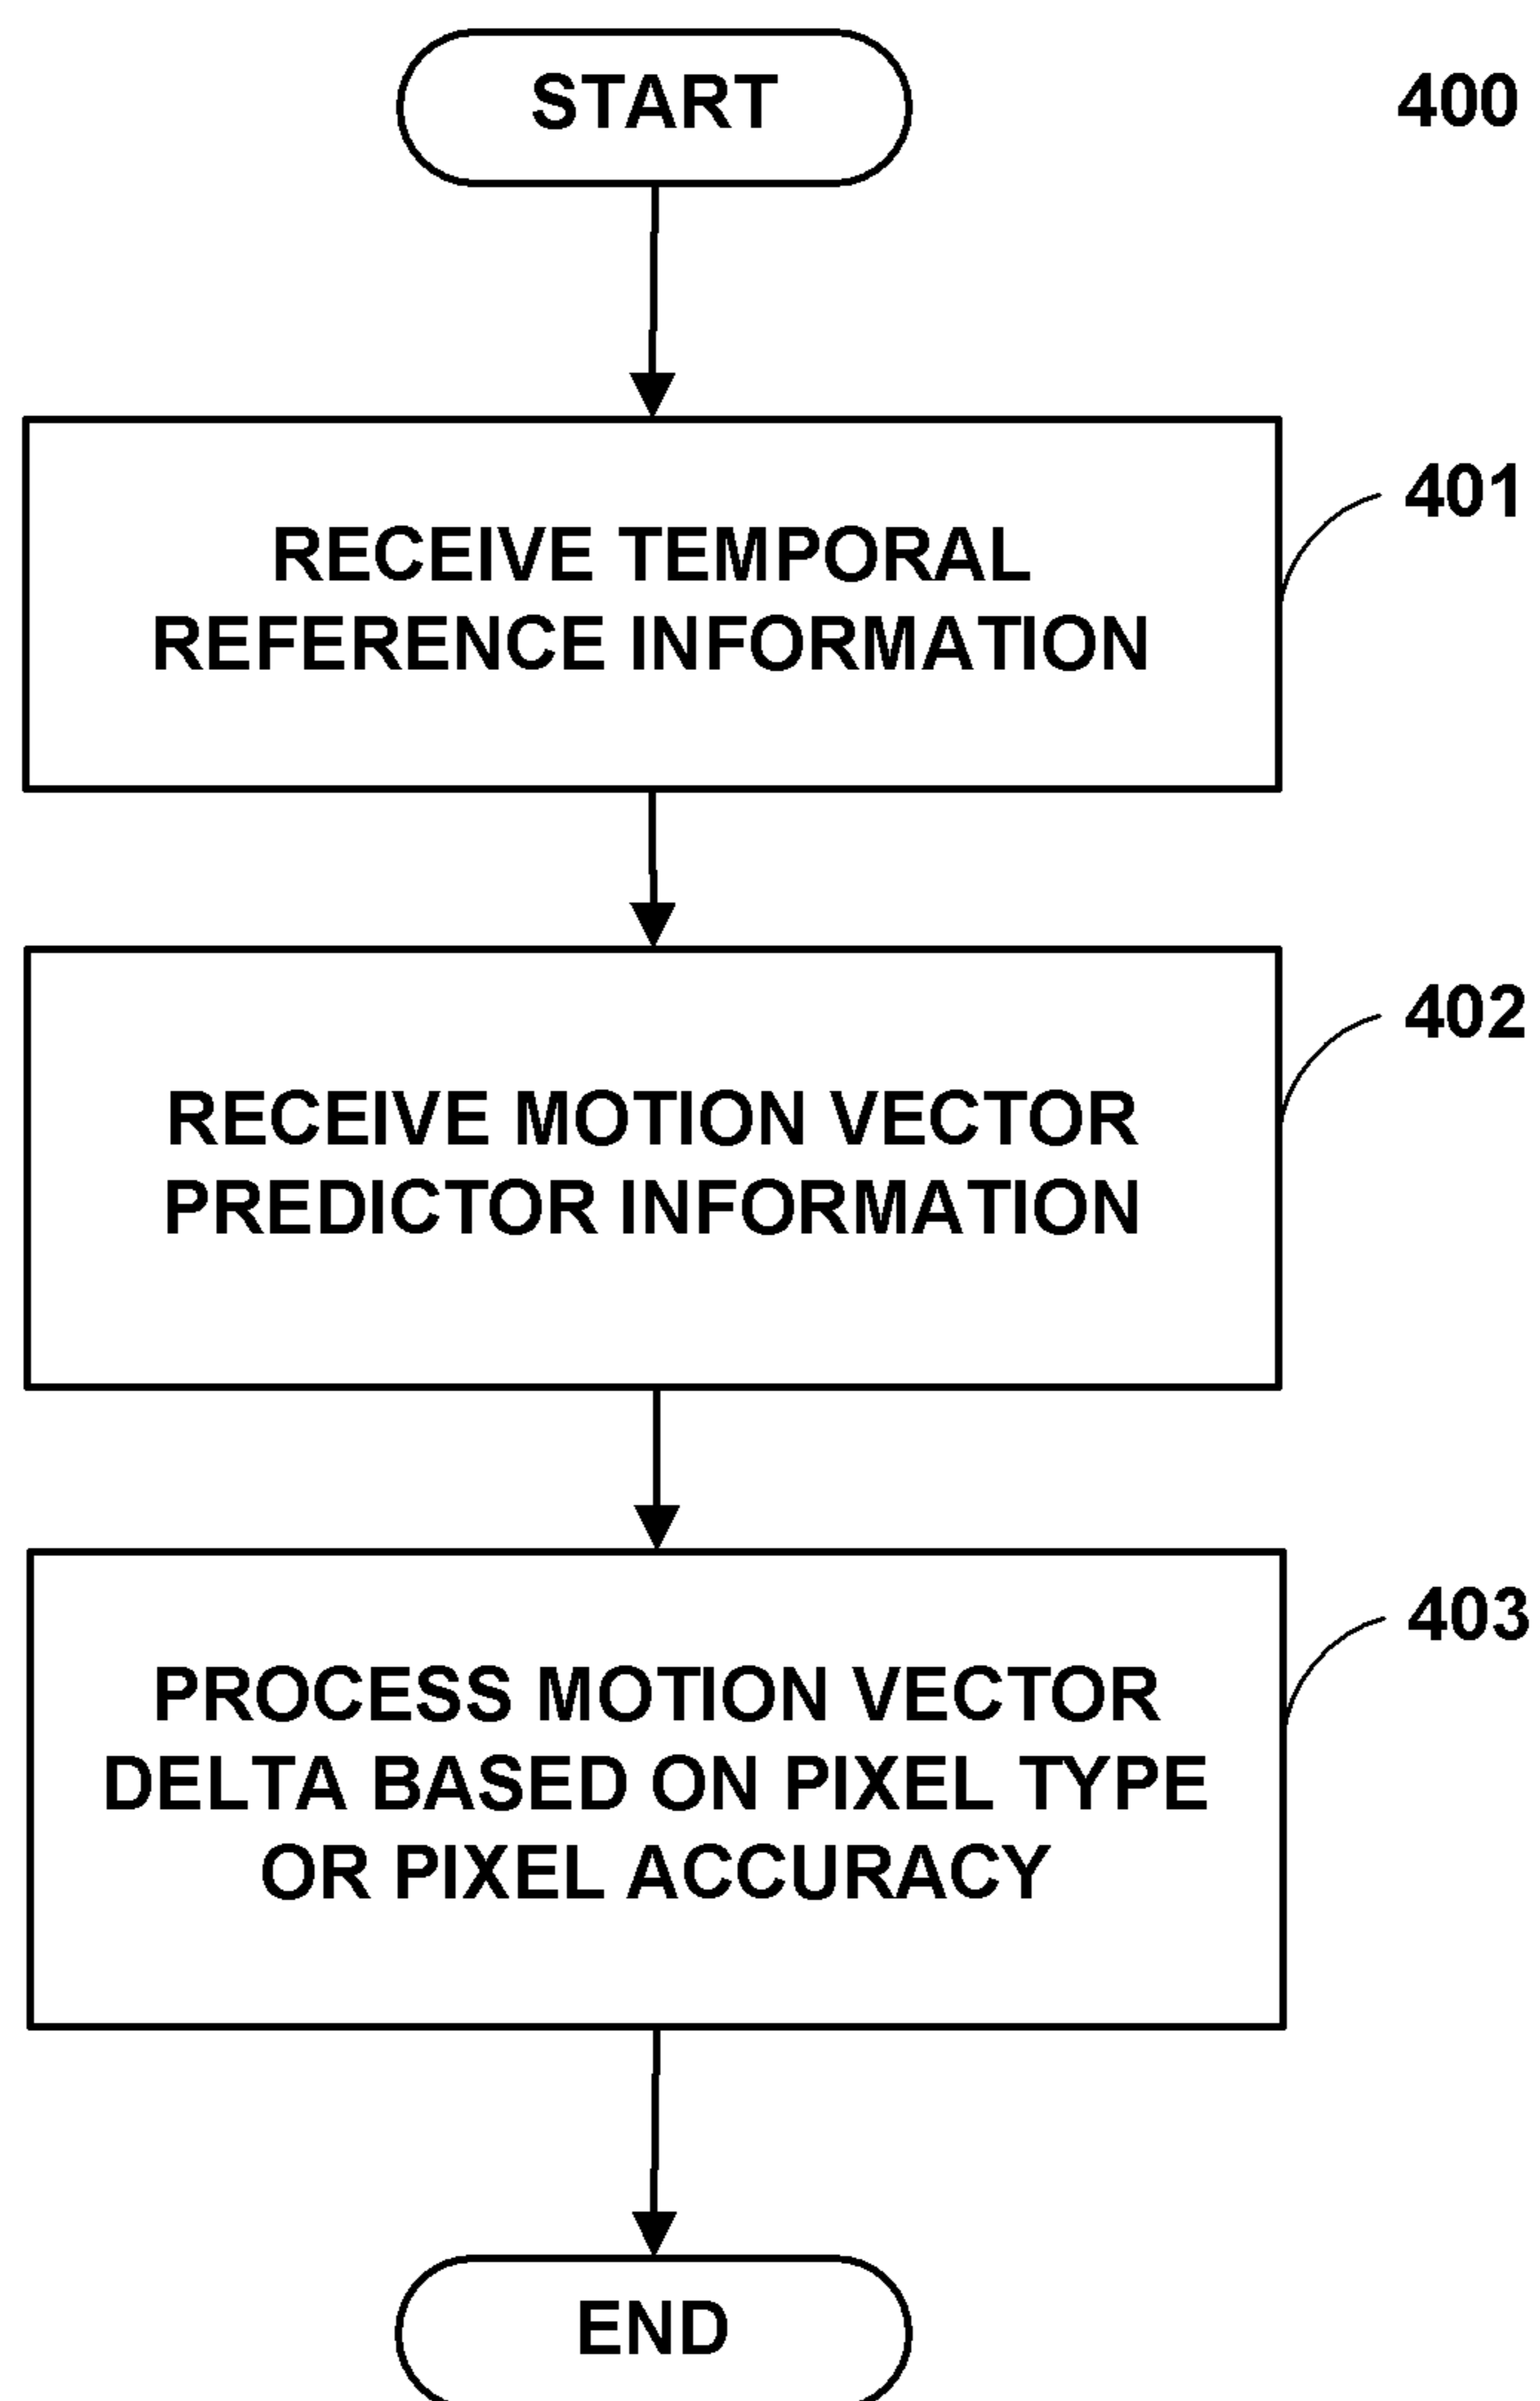 START
400
RECEIVE TEMPORAL
REFERENCE INFORMATION
401
RECEIVE MOTION VECTOR
PREDICTOR INFORMATION
402
PROCESS MOTION VECTOR
DELTA BASED ON PIXEL TYPE
OR PIXEL ACCURACY
403
END